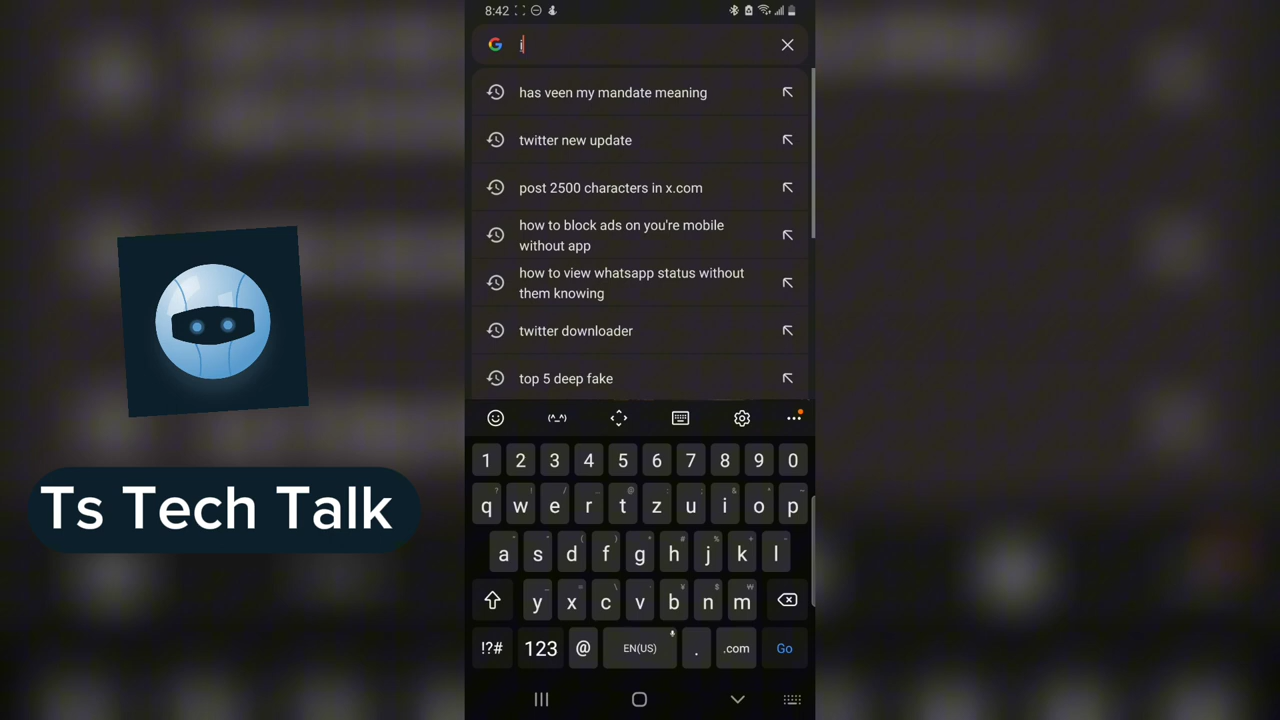 8:42
i
has veen my mandate meaning
twitter new update
post 2500 characters in x.com
how to block ads on you're mobile
without app
how to view whatsapp status without
them knowing
twitter downloader
top 5 deep fake
Ts Tech Talk
(^_^)
1 2 3 4 5 6 7 8 9 0
q w e r t z u i o p
a s d f g h j k l
y x c v b n m
!?# 123 @ EN(US) . .com Go